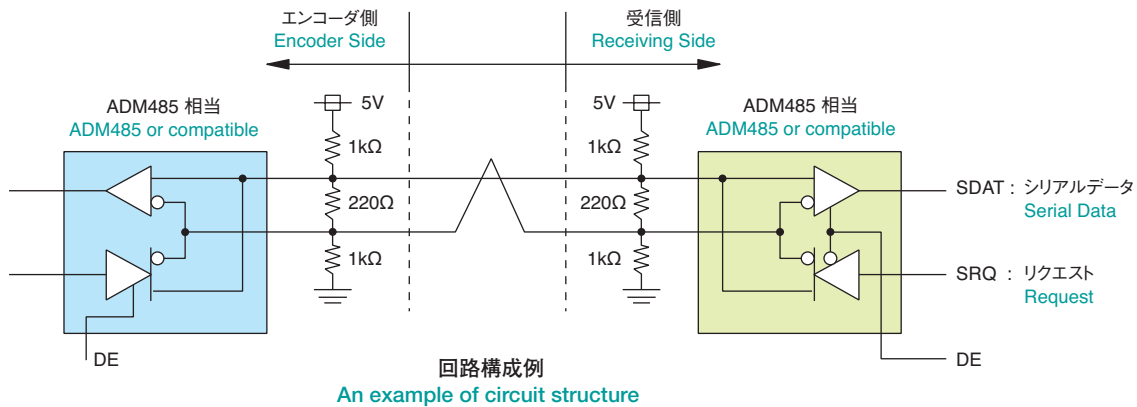 エンコーダ側
Encoder Side
受信側
Receiving Side
ADM485 相当
ADM485 or compatible
5V
5V
ADM485 相当
ADM485 or compatible
1kΩ
1kΩ
220Ω
220Ω
1kΩ
1kΩ
SDAT : シリアルデータ
Serial Data
SRQ : リクエスト
Request
DE
DE
回路構成例
An example of circuit structure